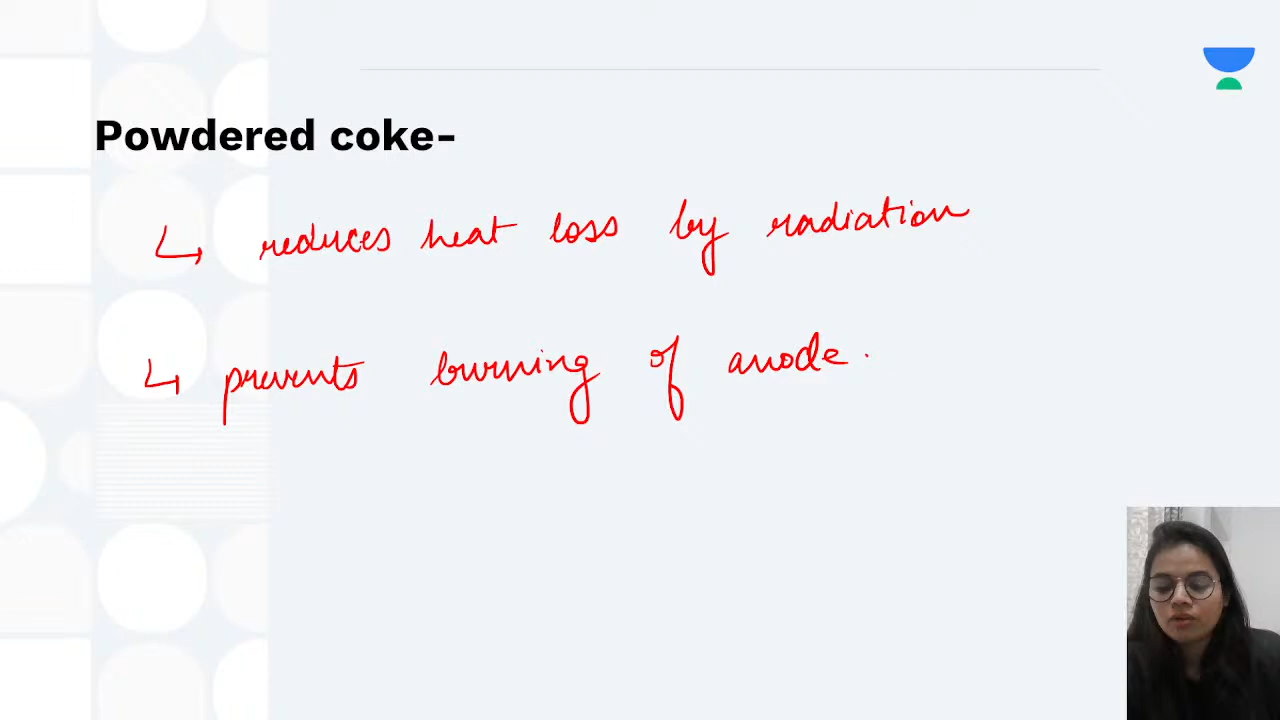 Powdered coke-
↳ reduces heat loss by radiation
↳ prevents burning of anode.